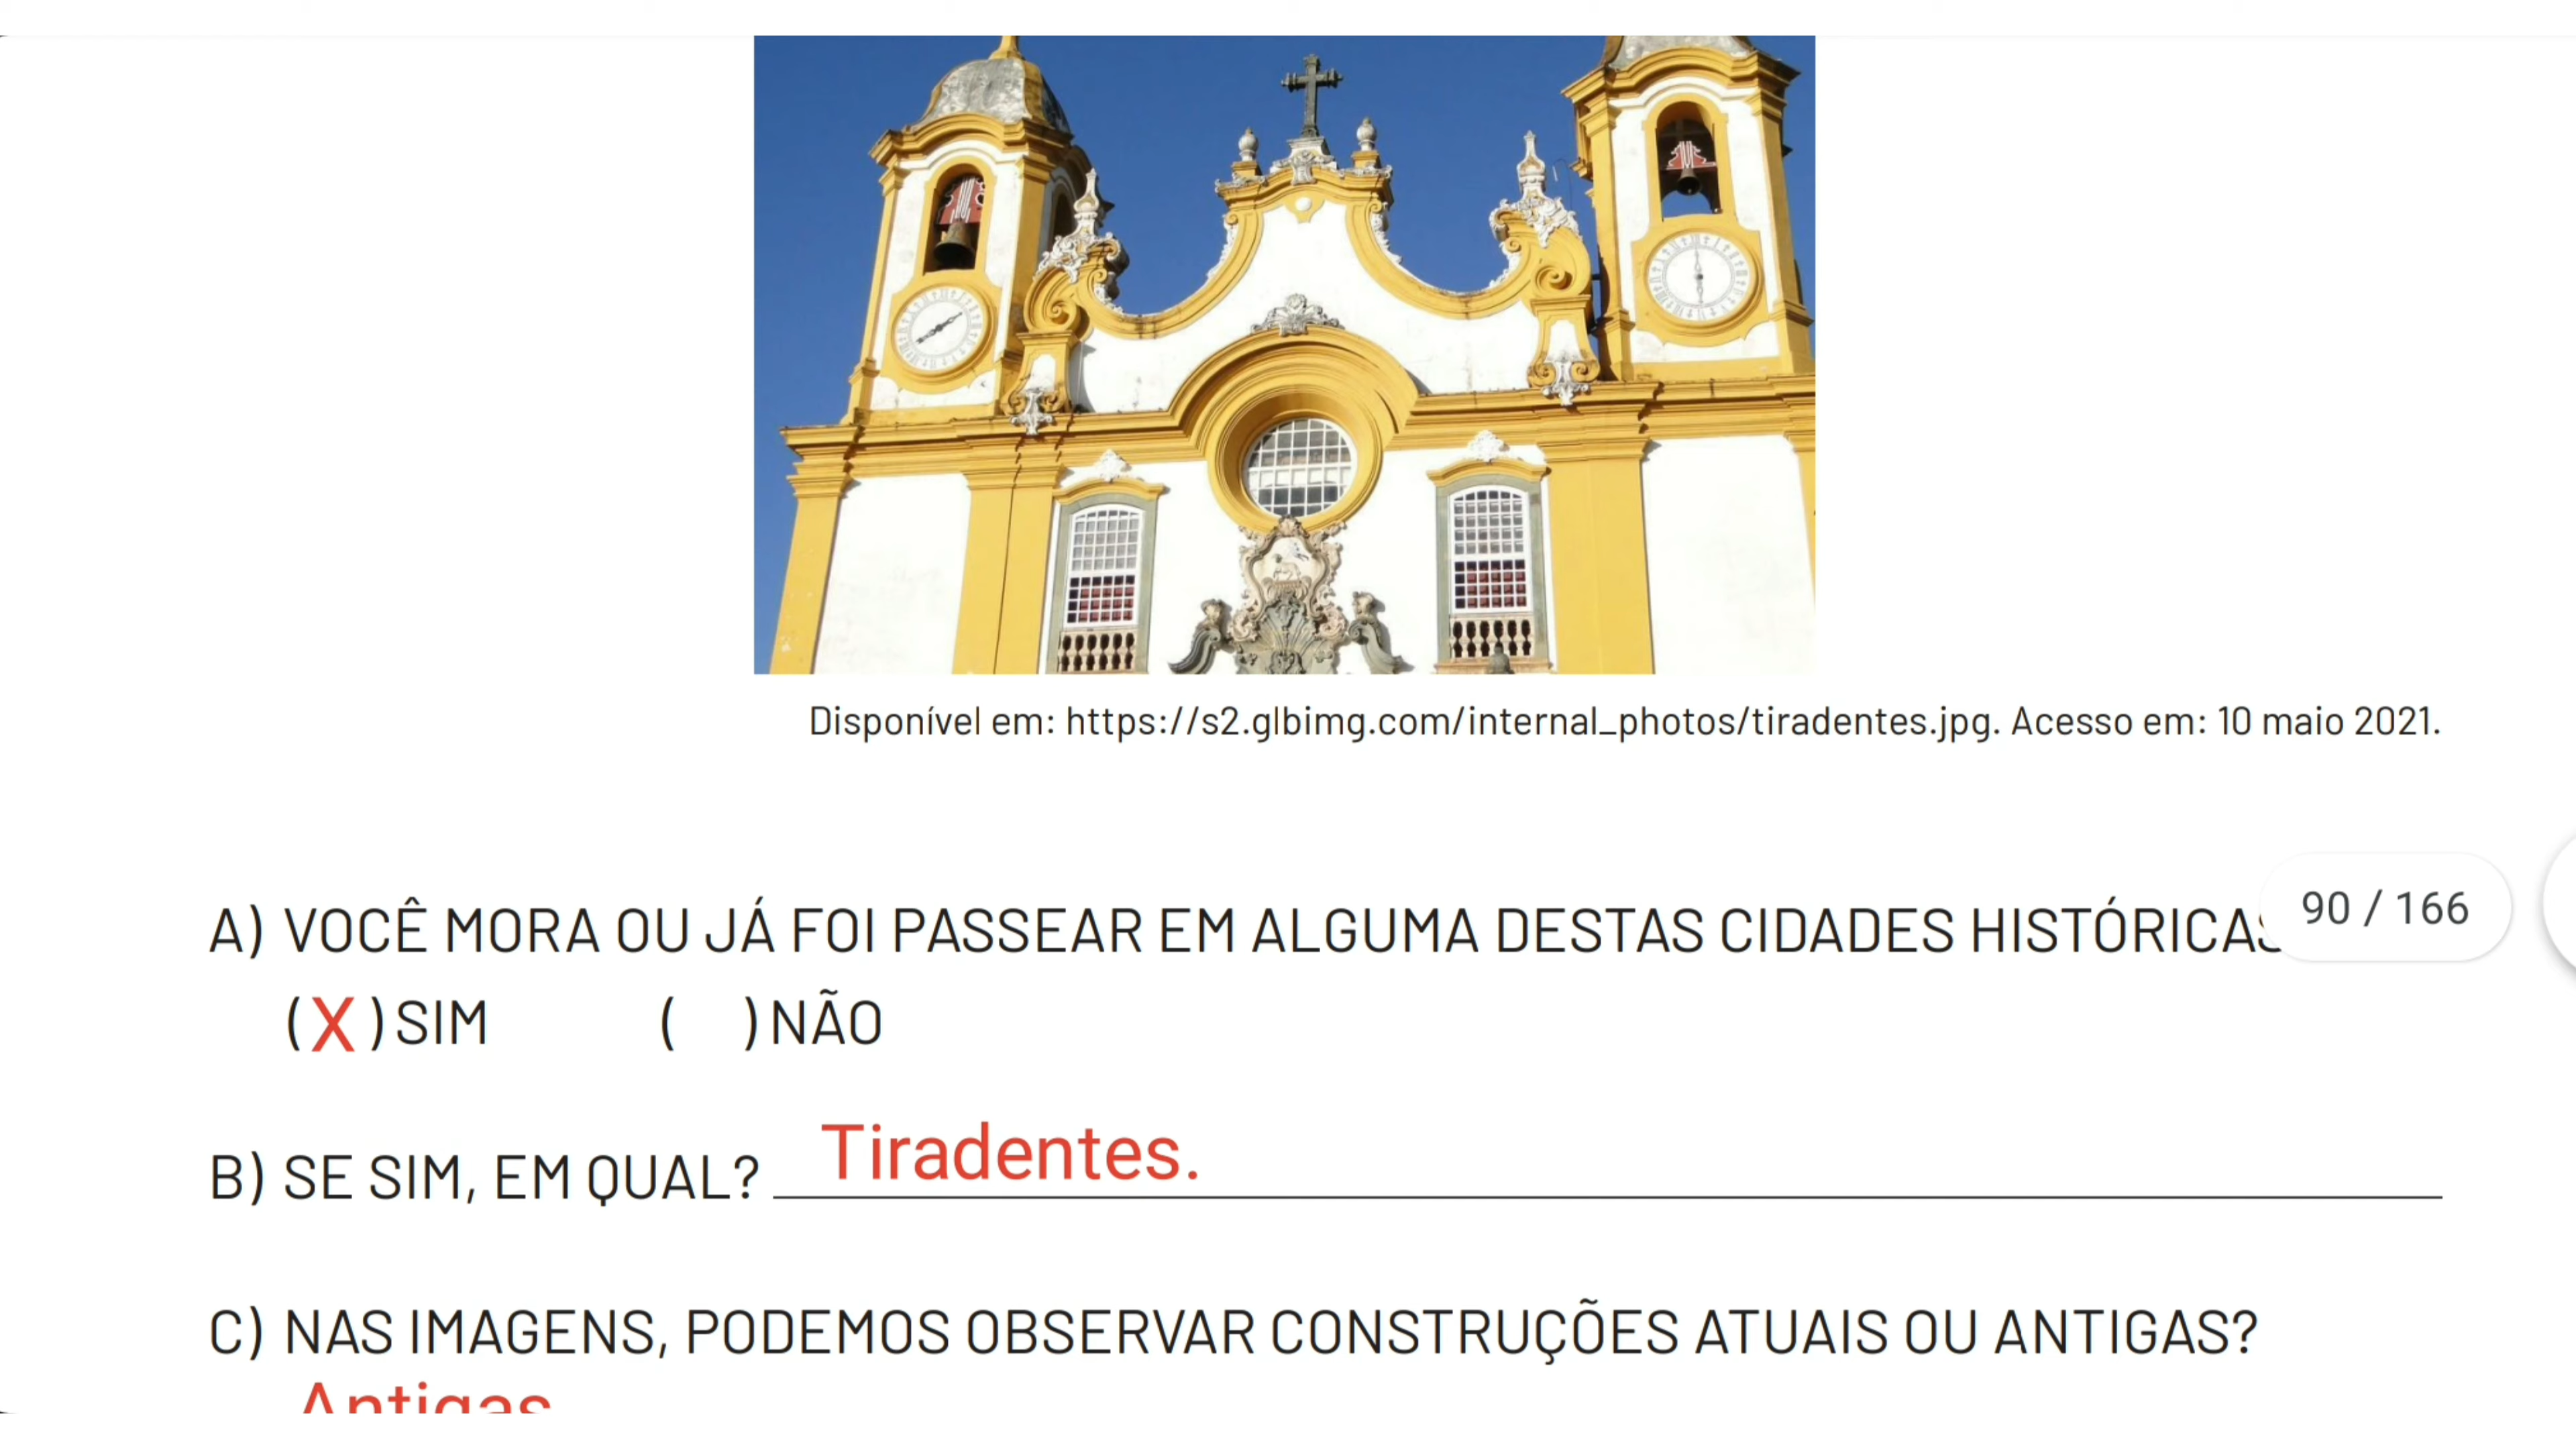 Disponível em: https://s2.glbimg.com/internal_photos/tiradentes.jpg. Acesso em: 10 maio 2021.
90 / 166
A) VOCÊ MORA OU JÁ FOI PASSEAR EM ALGUMA DESTAS CIDADES HISTÓRICAS
(X) SIM ( ) NÃO
B) SE SIM, EM QUAL? Tiradentes.
C) NAS IMAGENS, PODEMOS OBSERVAR CONSTRUÇÕES ATUAIS OU ANTIGAS?
Antigas